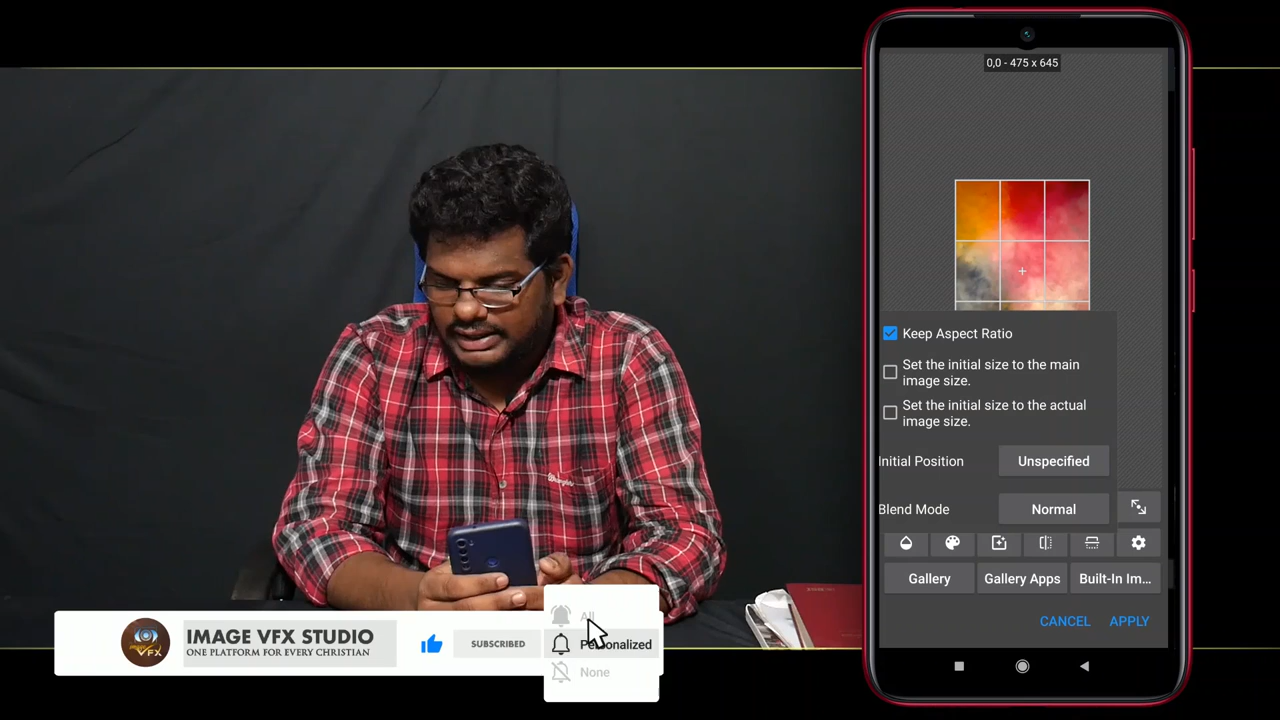 0,0 - 475 x 645
Keep Aspect Ratio
Set the initial size to the main
image size.
Set the initial size to the actual
image size.
Initial Position
Unspecified
Blend Mode
Normal
Gallery
Gallery Apps
Built-In Im...
CANCEL
APPLY
IMAGE VFX STUDIO
ONE PLATFORM FOR EVERY CHRISTIAN
SUBSCRIBED
All
Personalized
None